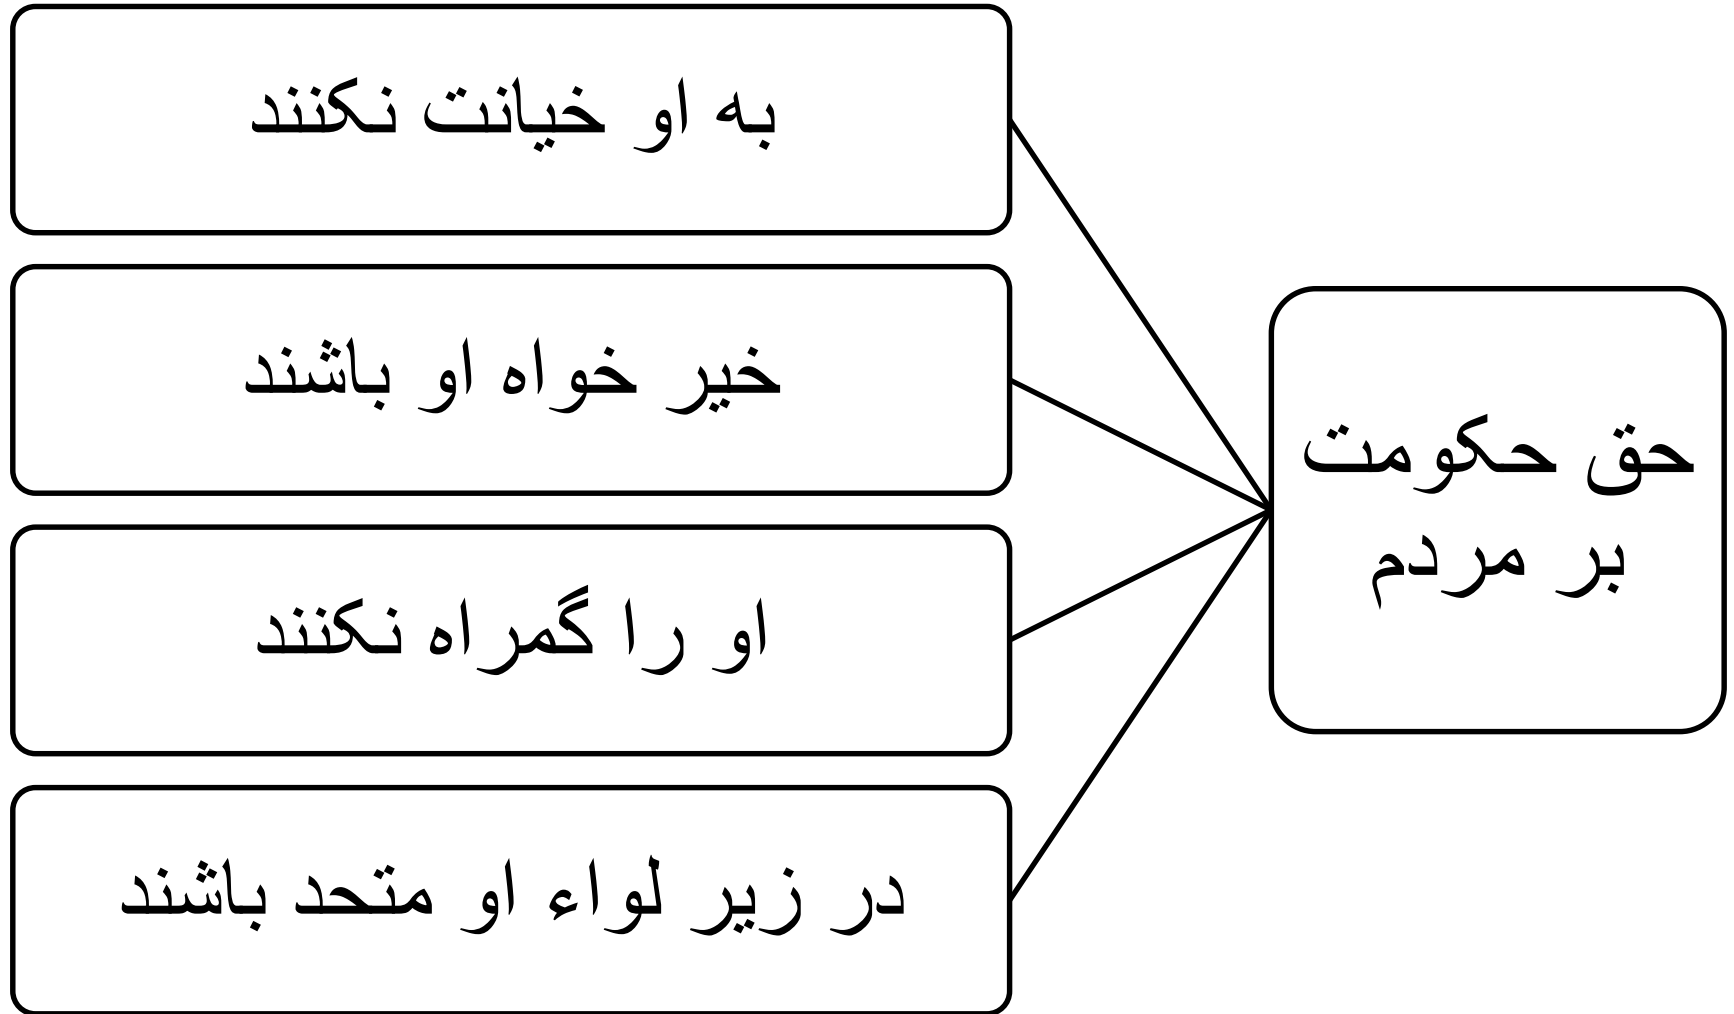 حق حکومت
بر مردم
به او خیانت نکنند
خیر خواه او باشند
او را گمراه نکنند
در زیر لواء او متحد باشند